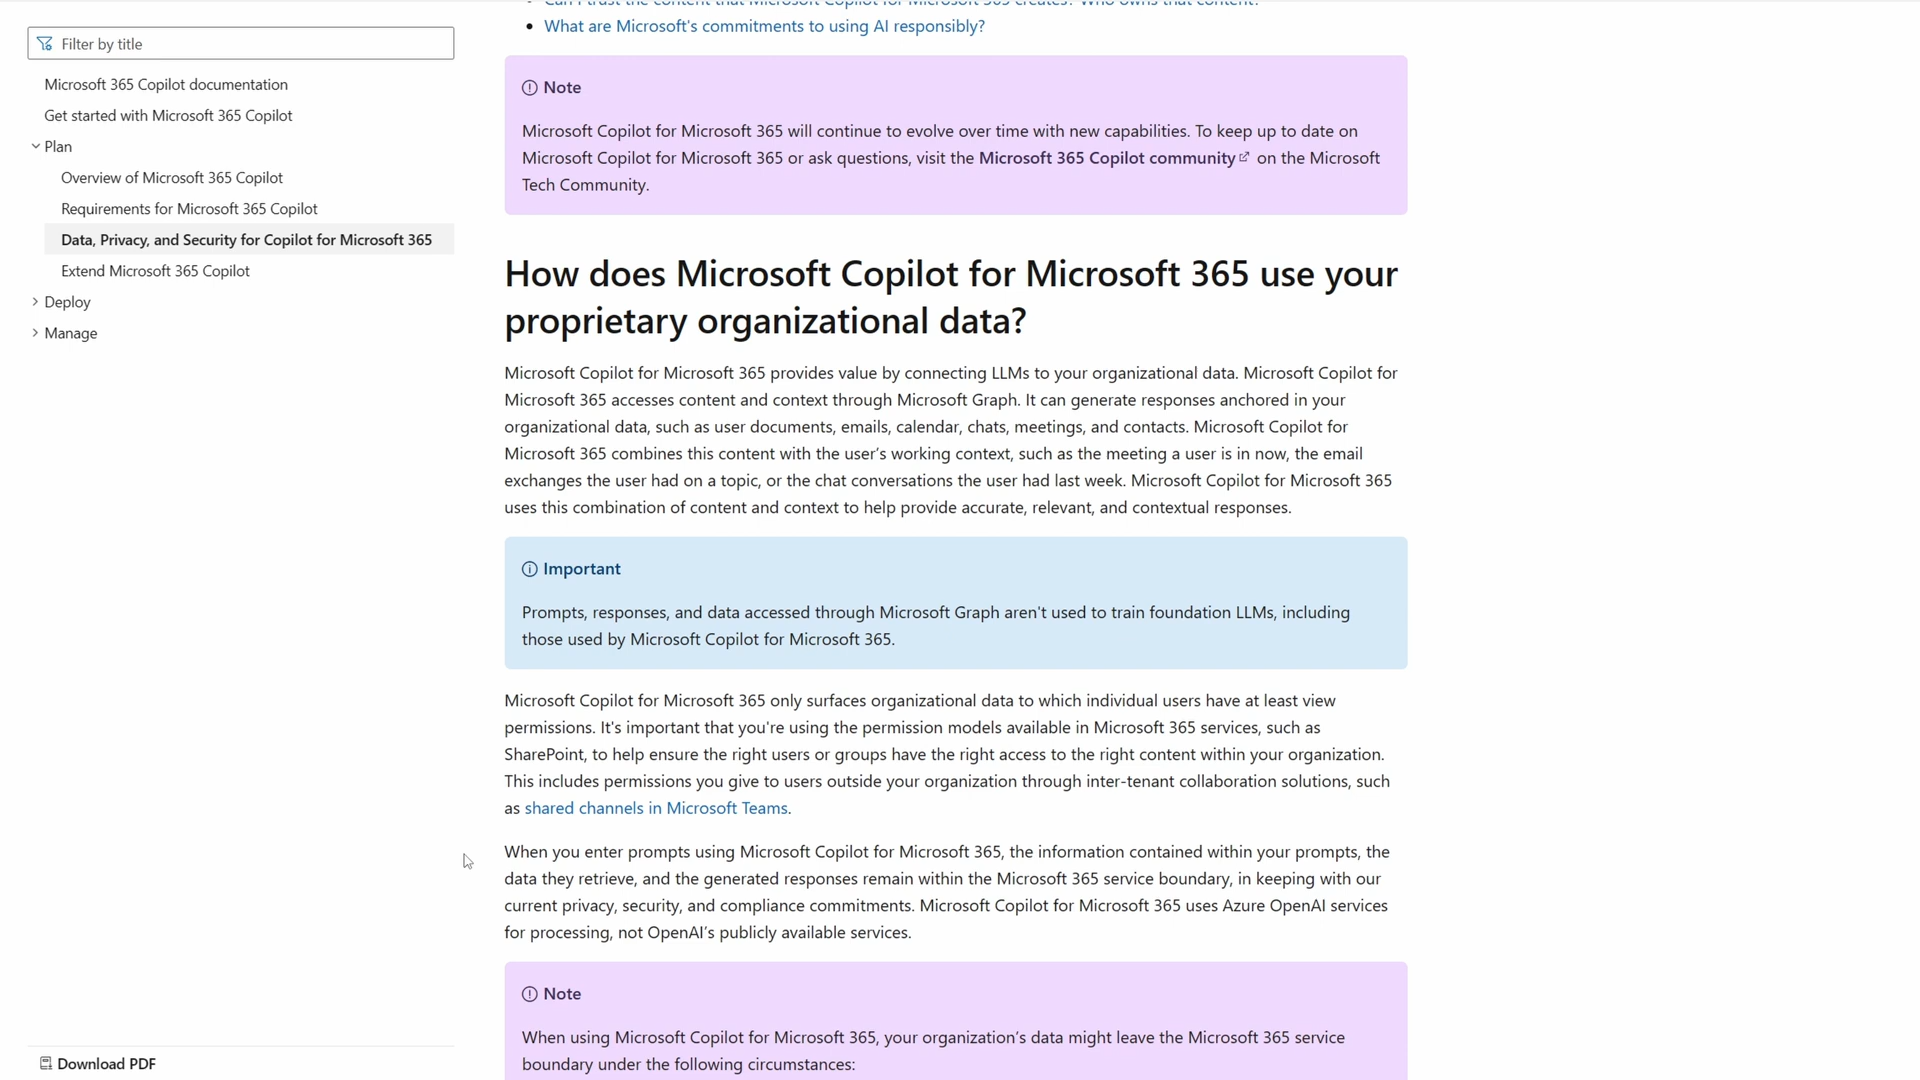 Filter by title
Microsoft 365 Copilot documentation
Get started with Microsoft 365 Copilot
Plan
Overview of Microsoft 365 Copilot
Requirements for Microsoft 365 Copilot
Data, Privacy, and Security for Copilot for Microsoft 365
Extend Microsoft 365 Copilot
Deploy
Manage
Download PDF
Can I trust the content that Microsoft Copilot for Microsoft 365 creates? Who owns that content?
What are Microsoft's commitments to using AI responsibly?
Note
Microsoft Copilot for Microsoft 365 will continue to evolve over time with new capabilities. To keep up to date on
Microsoft Copilot for Microsoft 365 or ask questions, visit the Microsoft 365 Copilot community on the Microsoft
Tech Community.
How does Microsoft Copilot for Microsoft 365 use your
proprietary organizational data?
Microsoft Copilot for Microsoft 365 provides value by connecting LLMs to your organizational data. Microsoft Copilot for
Microsoft 365 accesses content and context through Microsoft Graph. It can generate responses anchored in your
organizational data, such as user documents, emails, calendar, chats, meetings, and contacts. Microsoft Copilot for
Microsoft 365 combines this content with the user’s working context, such as the meeting a user is in now, the email
exchanges the user had on a topic, or the chat conversations the user had last week. Microsoft Copilot for Microsoft 365
uses this combination of content and context to help provide accurate, relevant, and contextual responses.
Important
Prompts, responses, and data accessed through Microsoft Graph aren't used to train foundation LLMs, including
those used by Microsoft Copilot for Microsoft 365.
Microsoft Copilot for Microsoft 365 only surfaces organizational data to which individual users have at least view
permissions. It's important that you're using the permission models available in Microsoft 365 services, such as
SharePoint, to help ensure the right users or groups have the right access to the right content within your organization.
This includes permissions you give to users outside your organization through inter-tenant collaboration solutions, such
as shared channels in Microsoft Teams.
When you enter prompts using Microsoft Copilot for Microsoft 365, the information contained within your prompts, the
data they retrieve, and the generated responses remain within the Microsoft 365 service boundary, in keeping with our
current privacy, security, and compliance commitments. Microsoft Copilot for Microsoft 365 uses Azure OpenAI services
for processing, not OpenAI’s publicly available services.
Note
When using Microsoft Copilot for Microsoft 365, your organization’s data might leave the Microsoft 365 service
boundary under the following circumstances: